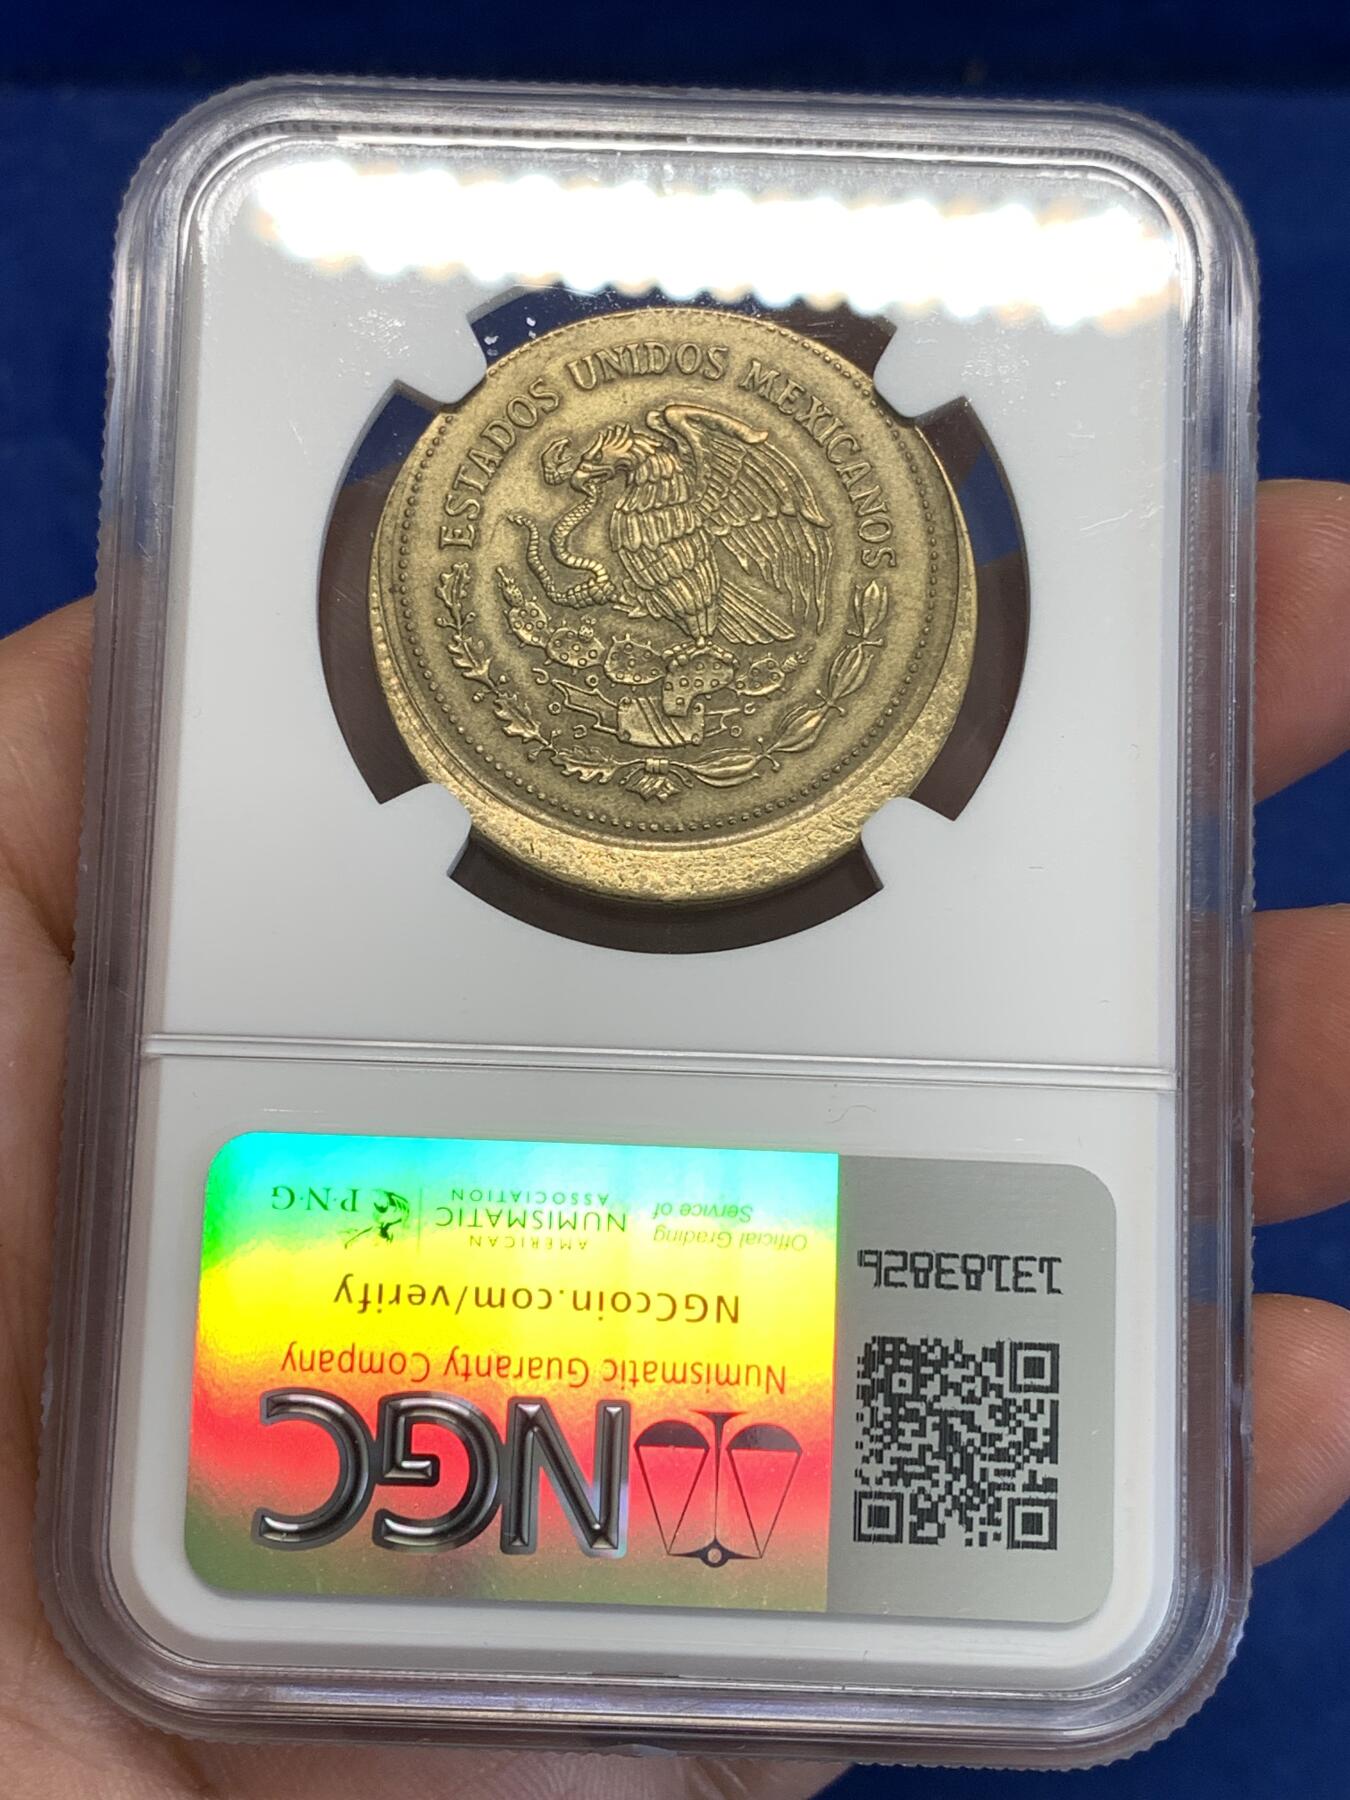 ESTADOS UNIDOS MEXICANOS
13183826
NGC
Numismatic Guaranty Company
NGCcoin.com/verify
Official Grading
Service of
AMERICAN
NUMISMATIC
ASSOCIATION
P·N·G